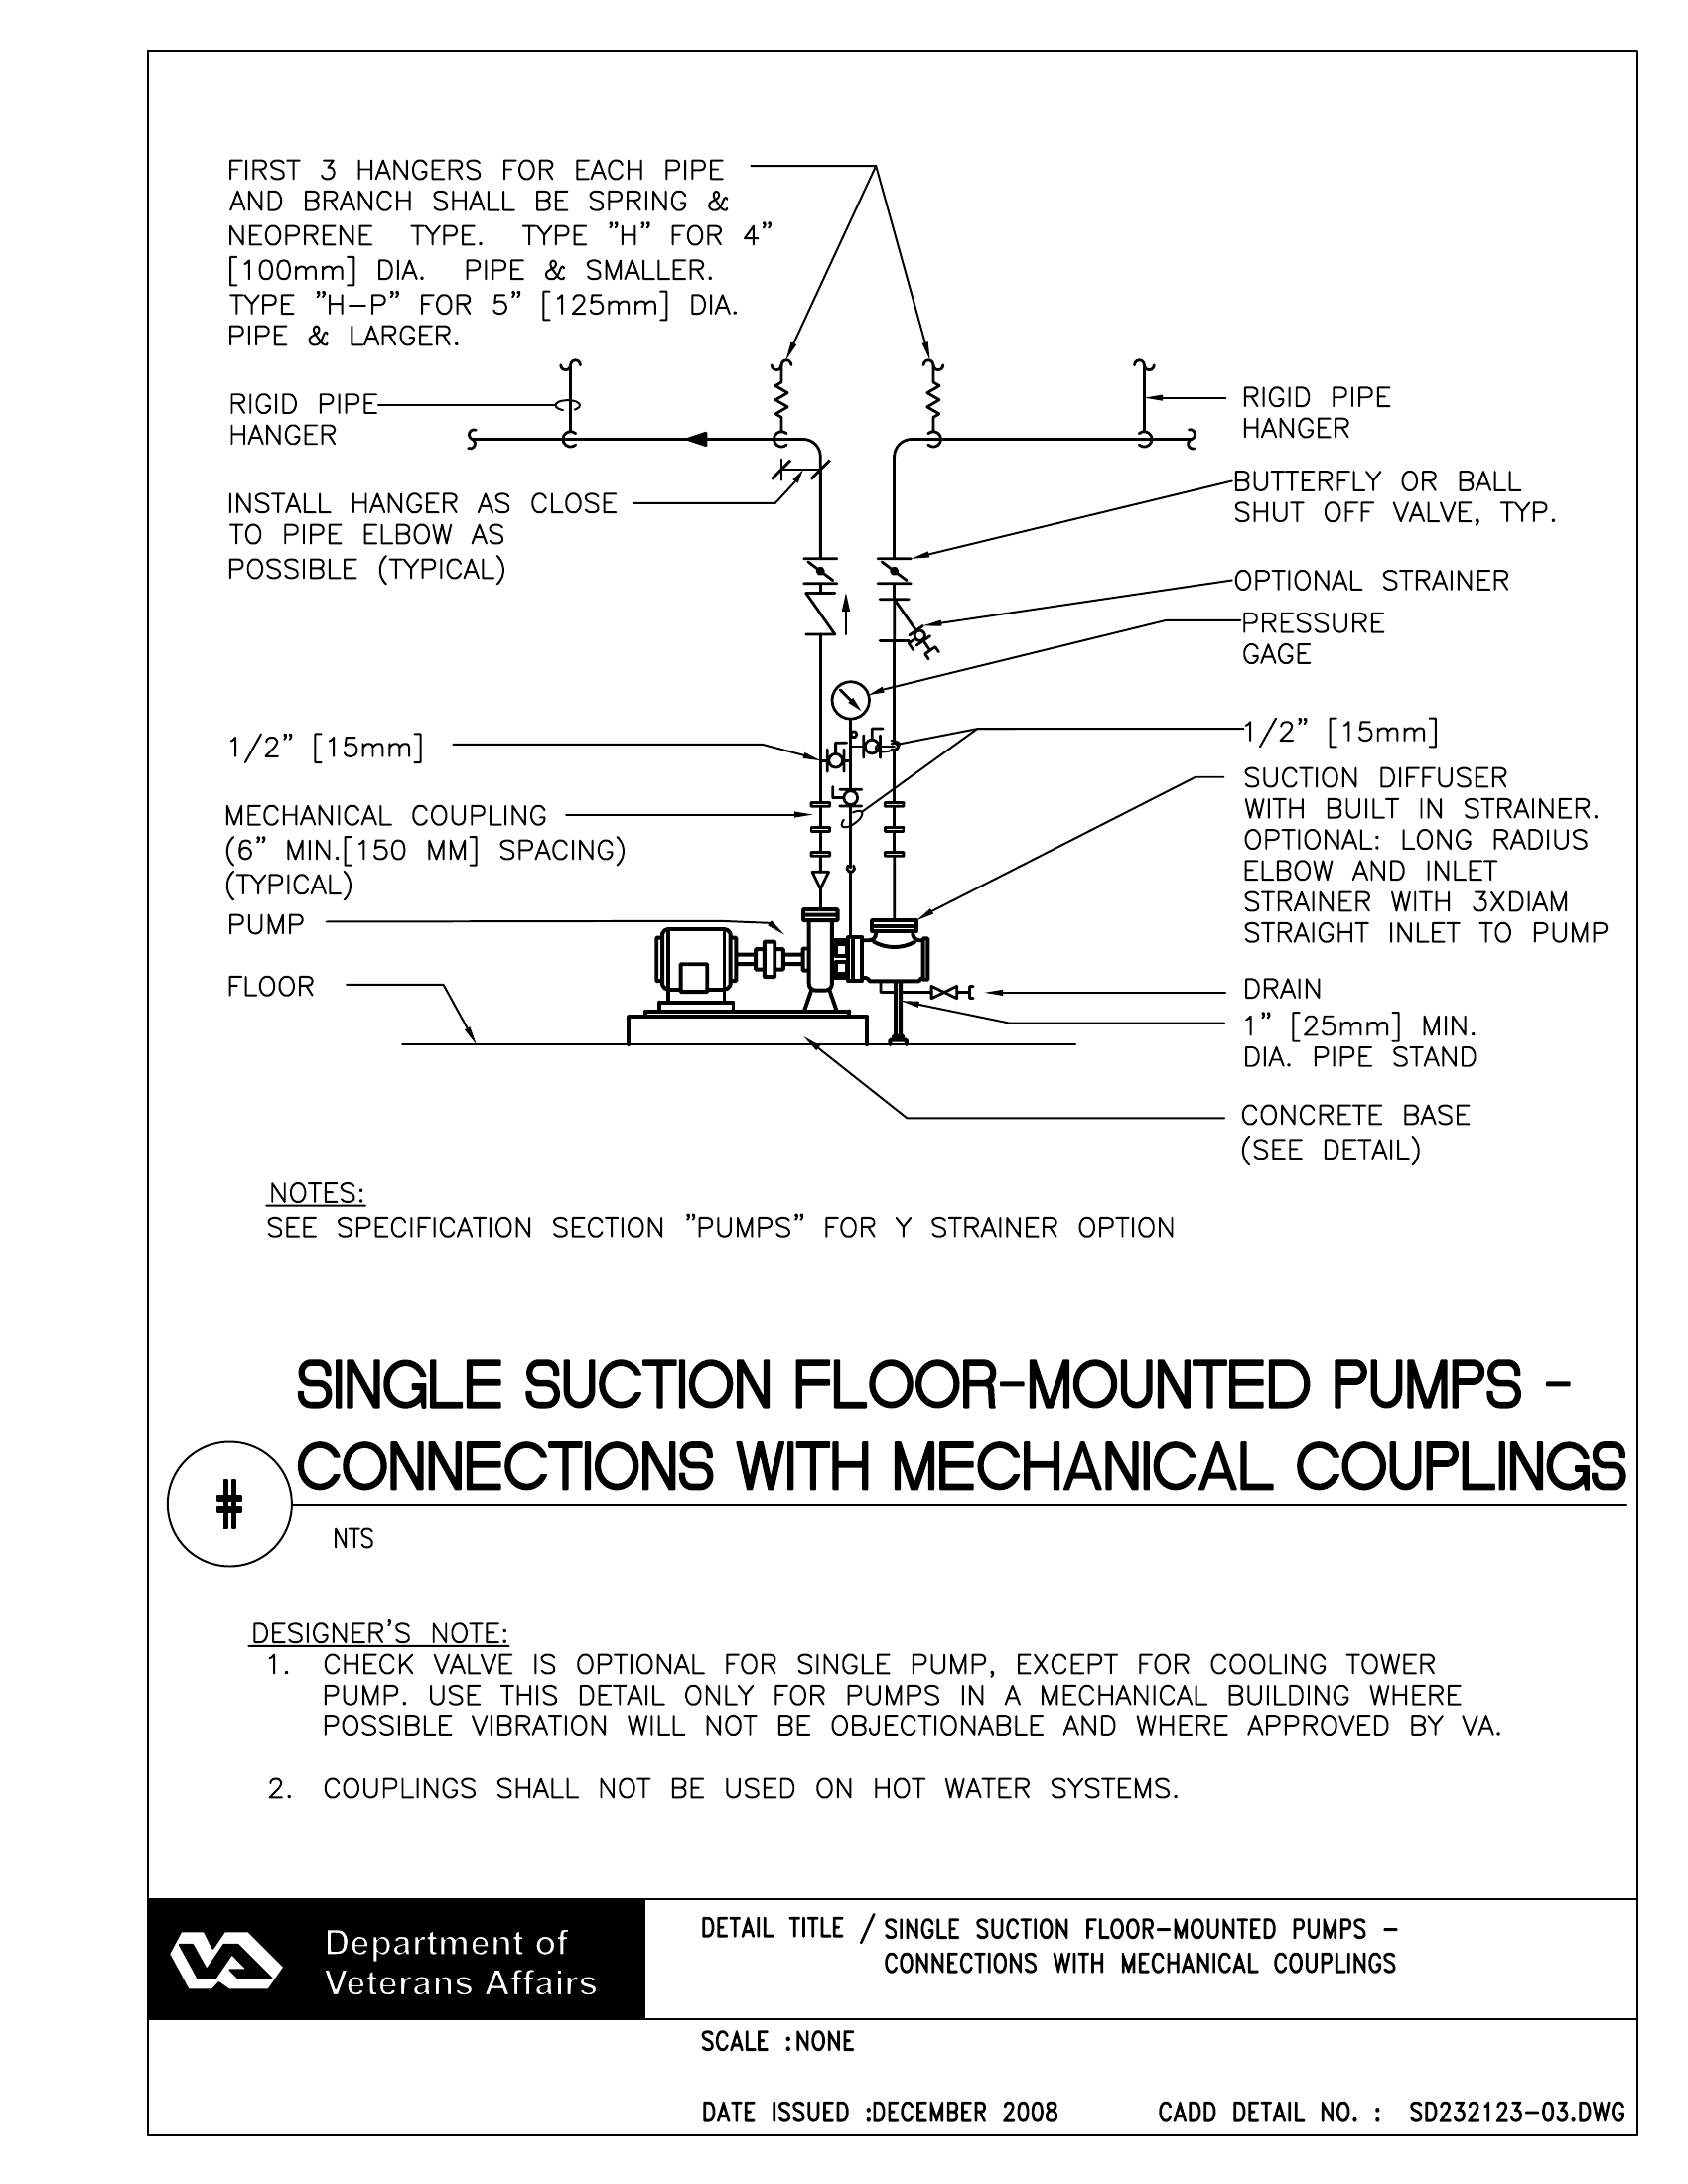 FIRST 3 HANGERS FOR EACH PIPE
AND BRANCH SHALL BE SPRING &
NEOPRENE TYPE. TYPE "H" FOR 4"
[100mm] DIA. PIPE & SMALLER.
TYPE "H-P" FOR 5" [125mm] DIA.
PIPE & LARGER.
RIGID PIPE
HANGER
INSTALL HANGER AS CLOSE
TO PIPE ELBOW AS
POSSIBLE (TYPICAL)
1/2" [15mm]
MECHANICAL COUPLING
(6" MIN.[150 MM] SPACING)
(TYPICAL)
PUMP
FLOOR
RIGID PIPE
HANGER
BUTTERFLY OR BALL
SHUT OFF VALVE, TYP.
OPTIONAL STRAINER
PRESSURE
GAGE
1/2" [15mm]
SUCTION DIFFUSER
WITH BUILT IN STRAINER.
OPTIONAL: LONG RADIUS
ELBOW AND INLET
STRAINER WITH 3XDIAM
STRAIGHT INLET TO PUMP
DRAIN
1" [25mm] MIN.
DIA. PIPE STAND
CONCRETE BASE
(SEE DETAIL)
NOTES:
SEE SPECIFICATION SECTION "PUMPS" FOR Y STRAINER OPTION
SINGLE SUCTION FLOOR-MOUNTED PUMPS -
CONNECTIONS WITH MECHANICAL COUPLINGS
#
NTS
DESIGNER'S NOTE:
1. CHECK VALVE IS OPTIONAL FOR SINGLE PUMP, EXCEPT FOR COOLING TOWER
PUMP. USE THIS DETAIL ONLY FOR PUMPS IN A MECHANICAL BUILDING WHERE
POSSIBLE VIBRATION WILL NOT BE OBJECTIONABLE AND WHERE APPROVED BY VA.
2. COUPLINGS SHALL NOT BE USED ON HOT WATER SYSTEMS.
VA
Department of
Veterans Affairs
DETAIL TITLE / SINGLE SUCTION FLOOR-MOUNTED PUMPS -
CONNECTIONS WITH MECHANICAL COUPLINGS
SCALE :NONE
DATE ISSUED :DECEMBER 2008 CADD DETAIL NO. : SD232123-03.DWG